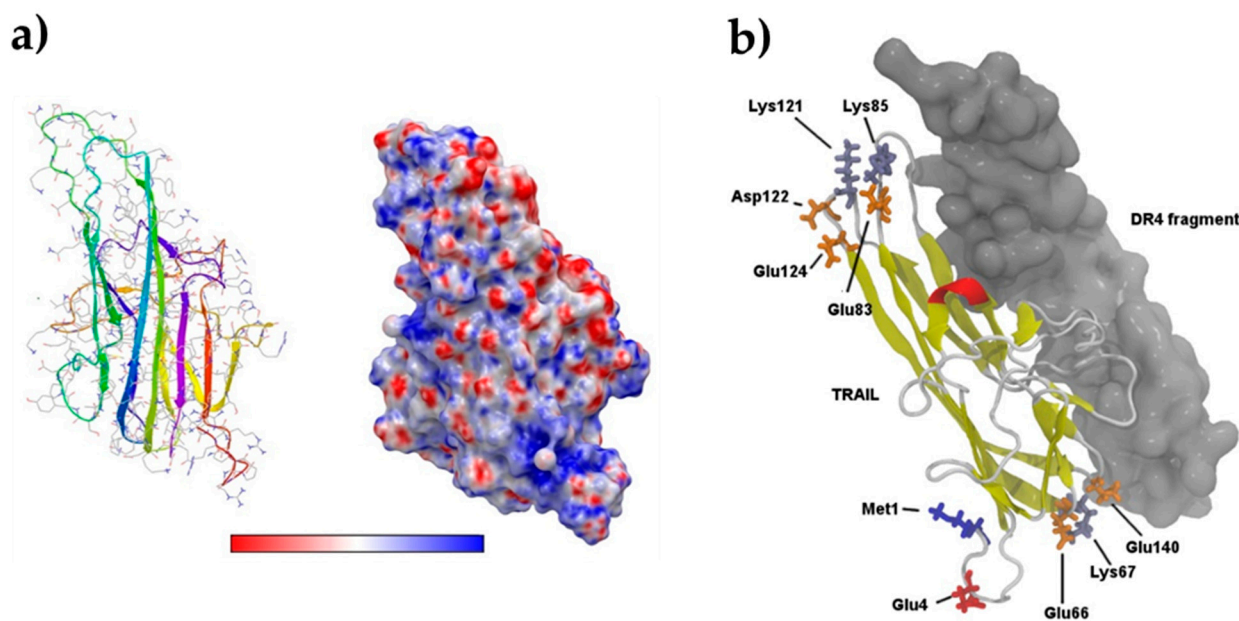 a)
b)
Lys121
Lys85
Asp122
DR4 fragment
Glu124
Glu83
TRAIL
Met1
Glu140
Lys67
Glu4
Glu66